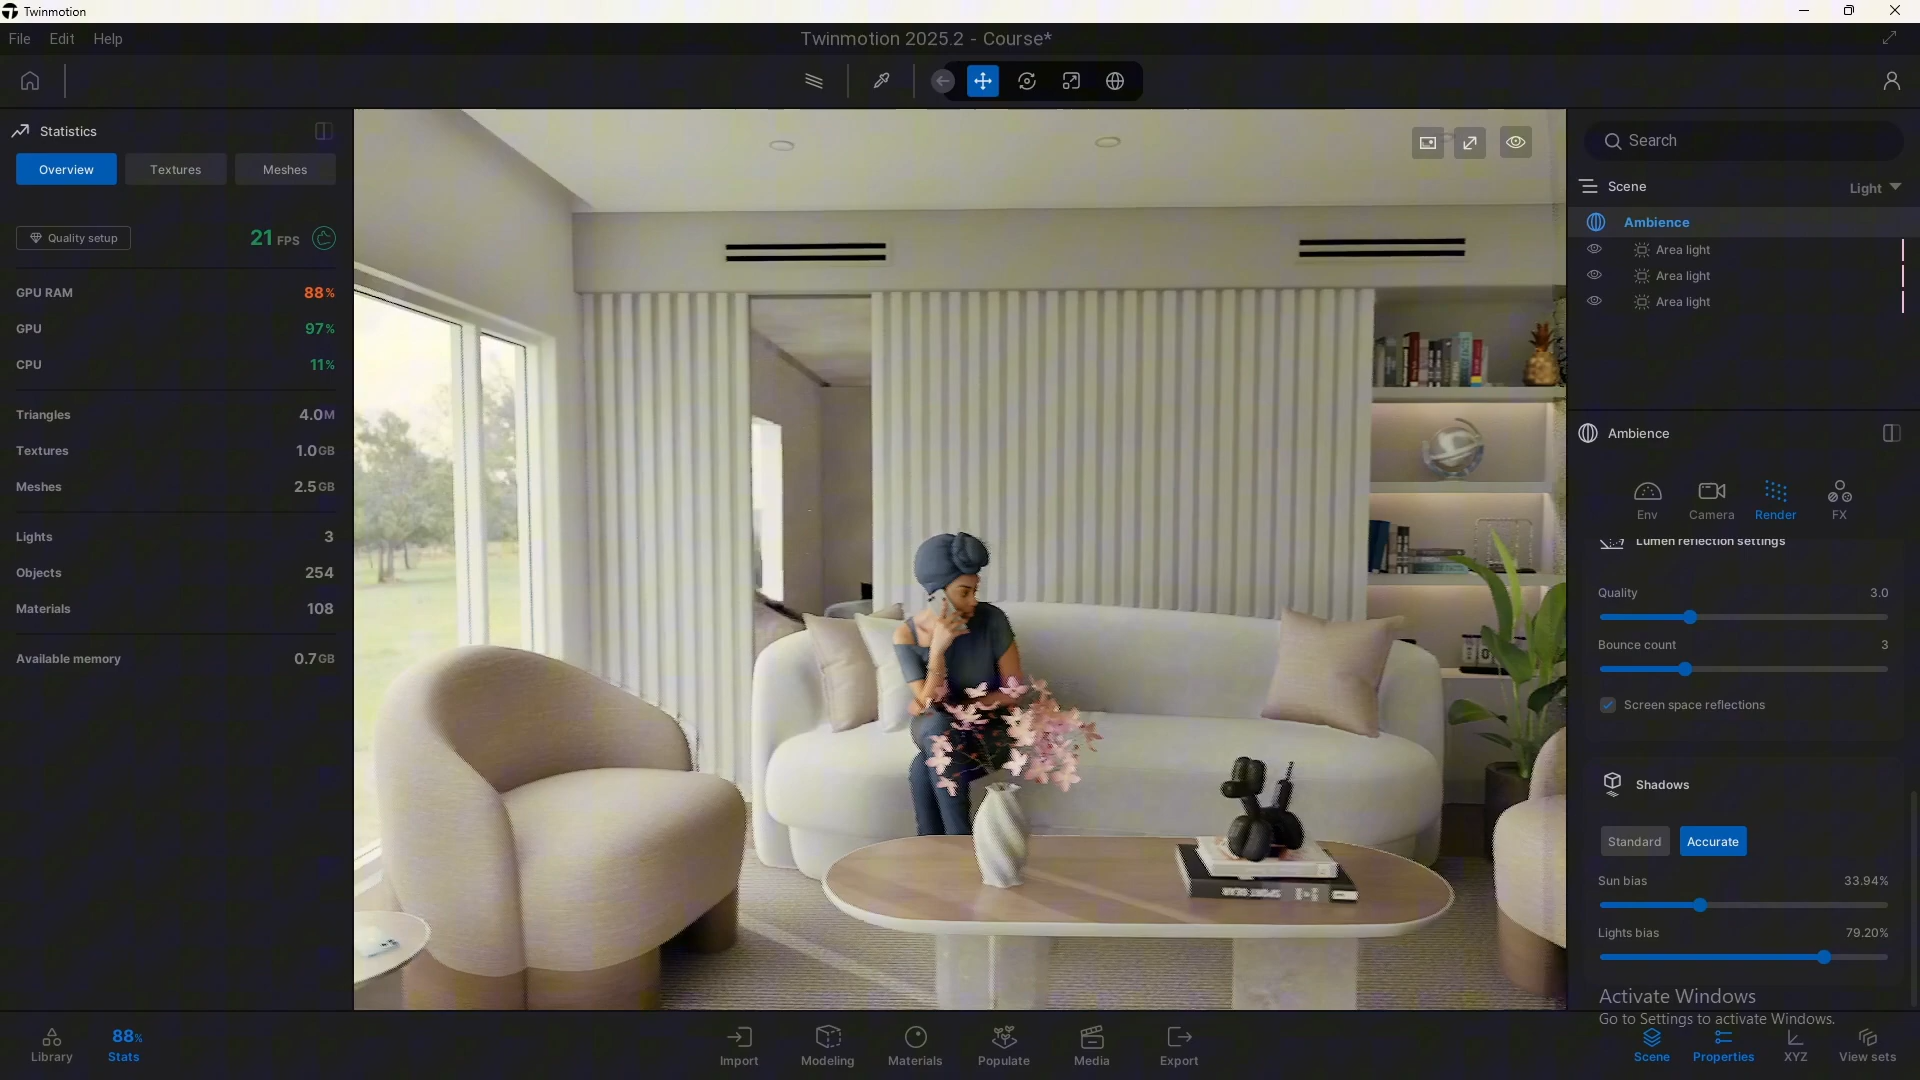 Twinmotion
File Edit Help
Twinmotion 2025.2 - Course*
Statistics
Overview Textures Meshes
Quality setup
21 FPS
GPU RAM 88%
GPU 97%
CPU 11%
Triangles 4.0M
Textures 1.0GB
Meshes 2.5GB
Lights 3
Objects 254
Materials 108
Available memory 0.7GB
Search
Scene Light
Ambience
Area light
Area light
Area light
Ambience
Env Camera Render FX
Lumen reflection settings
Quality 3.0
Bounce count 3
Screen space reflections
Shadows
Standard Accurate
Sun bias 33.94%
Lights bias 79.20%
Activate Windows
Go to Settings to activate Windows.
Library
88%
Stats
Import Modeling Materials Populate Media Export
Scene Properties XYZ View sets